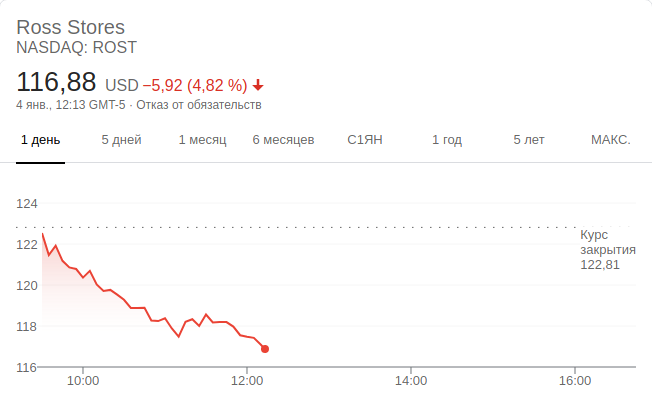 Ross Stores
NASDAQ: ROST
116,88 USD −5,92 (4,82 %)
4 янв., 12:13 GMT-5 · Отказ от обязательств
1 день 5 дней 1 месяц 6 месяцев С1ЯН 1 год 5 лет МАКС.
124
122
120
118
116
Курс
закрытия
122,81
10:00 12:00 14:00 16:00